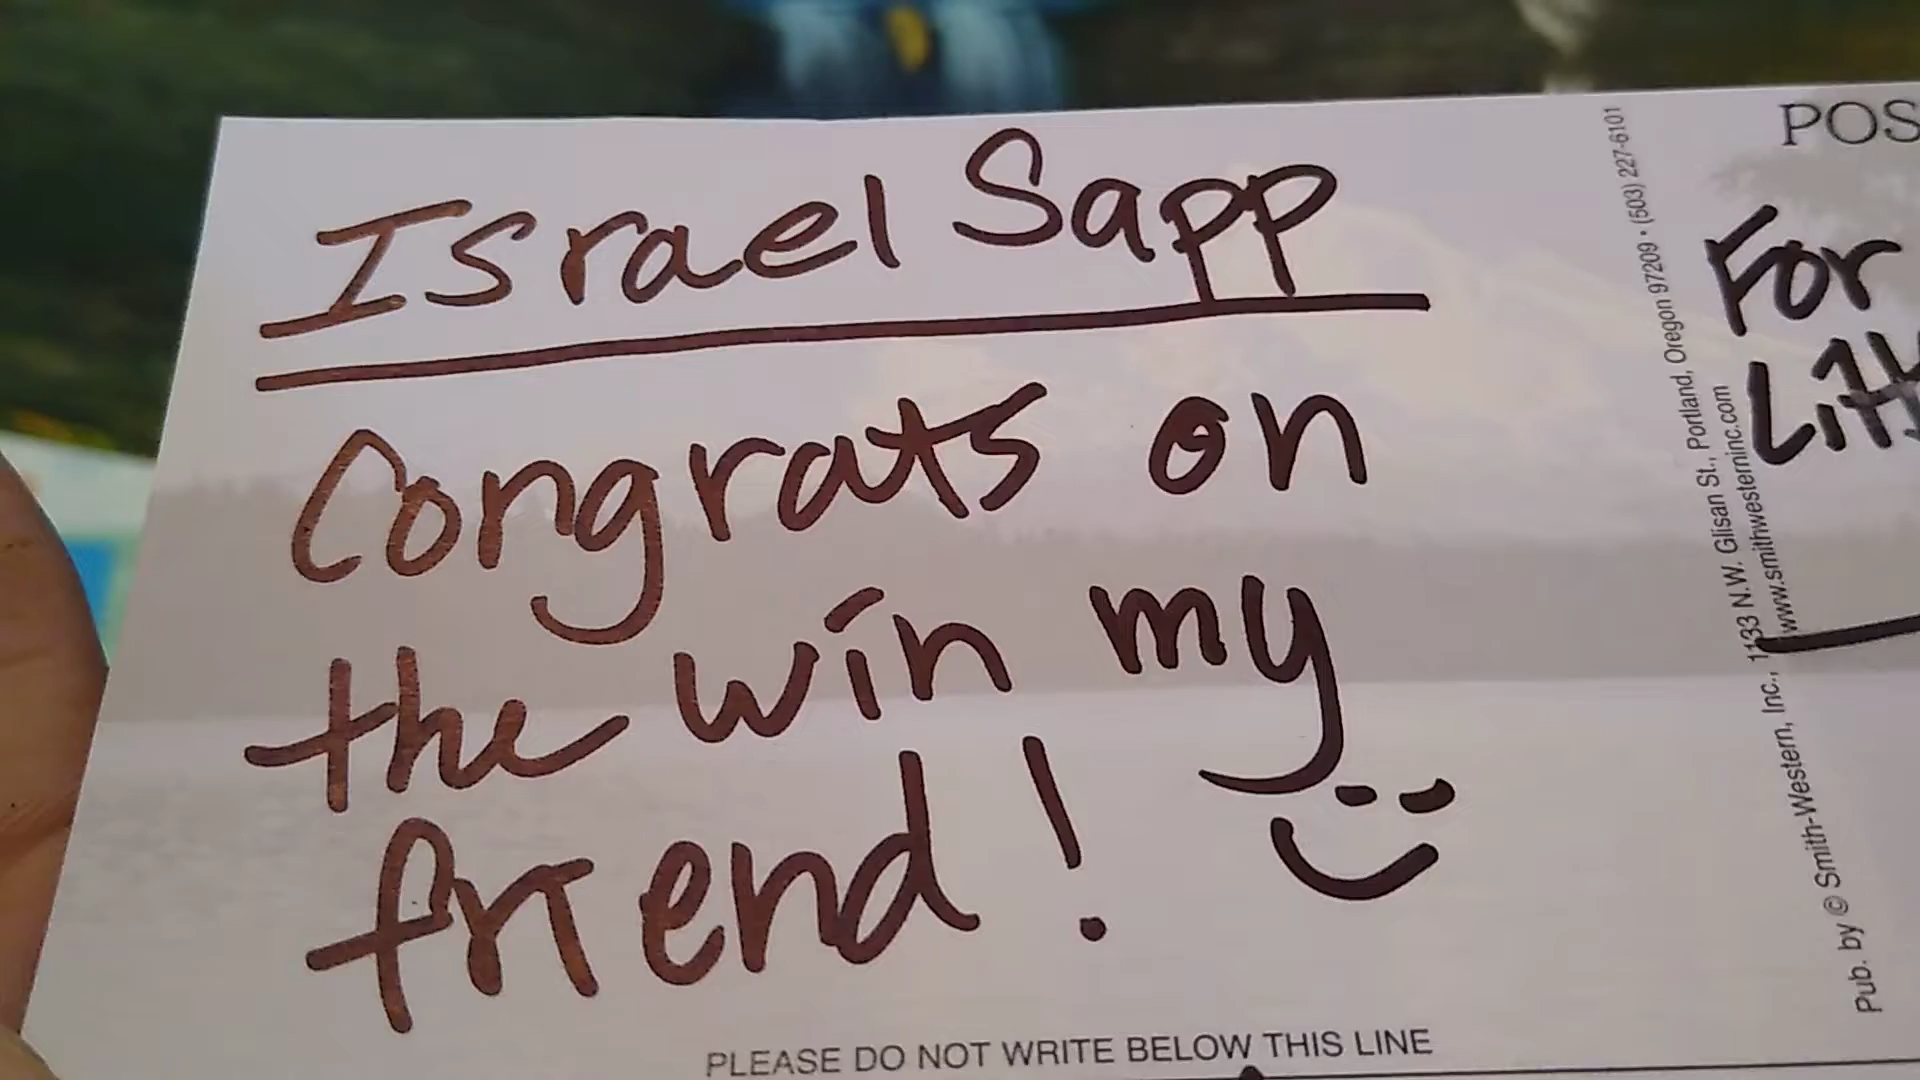 Israel Sapp
Congrats on
the win my
friend!
PLEASE DO NOT WRITE BELOW THIS LINE
Pub. by © Smith-Western, Inc., 1133 N.W. Glisan St., Portland, Oregon 97209 • (503) 227-6101
www.smithwesterninc.com
POS
For